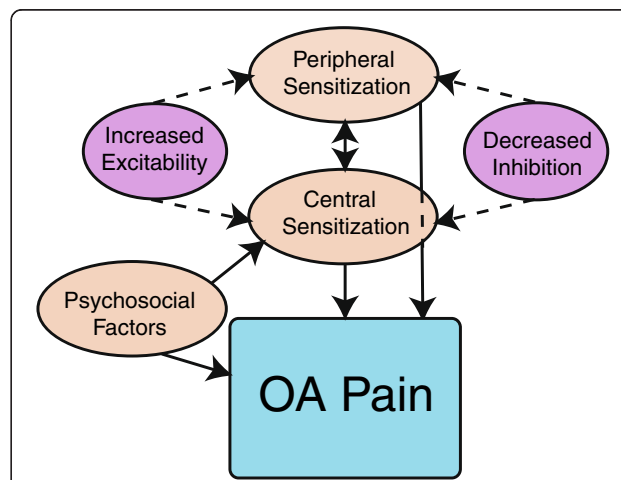 Peripheral
Sensitization
Increased
Excitability
Decreased
Inhibition
Central
Sensitization
Psychosocial
Factors
OA Pain